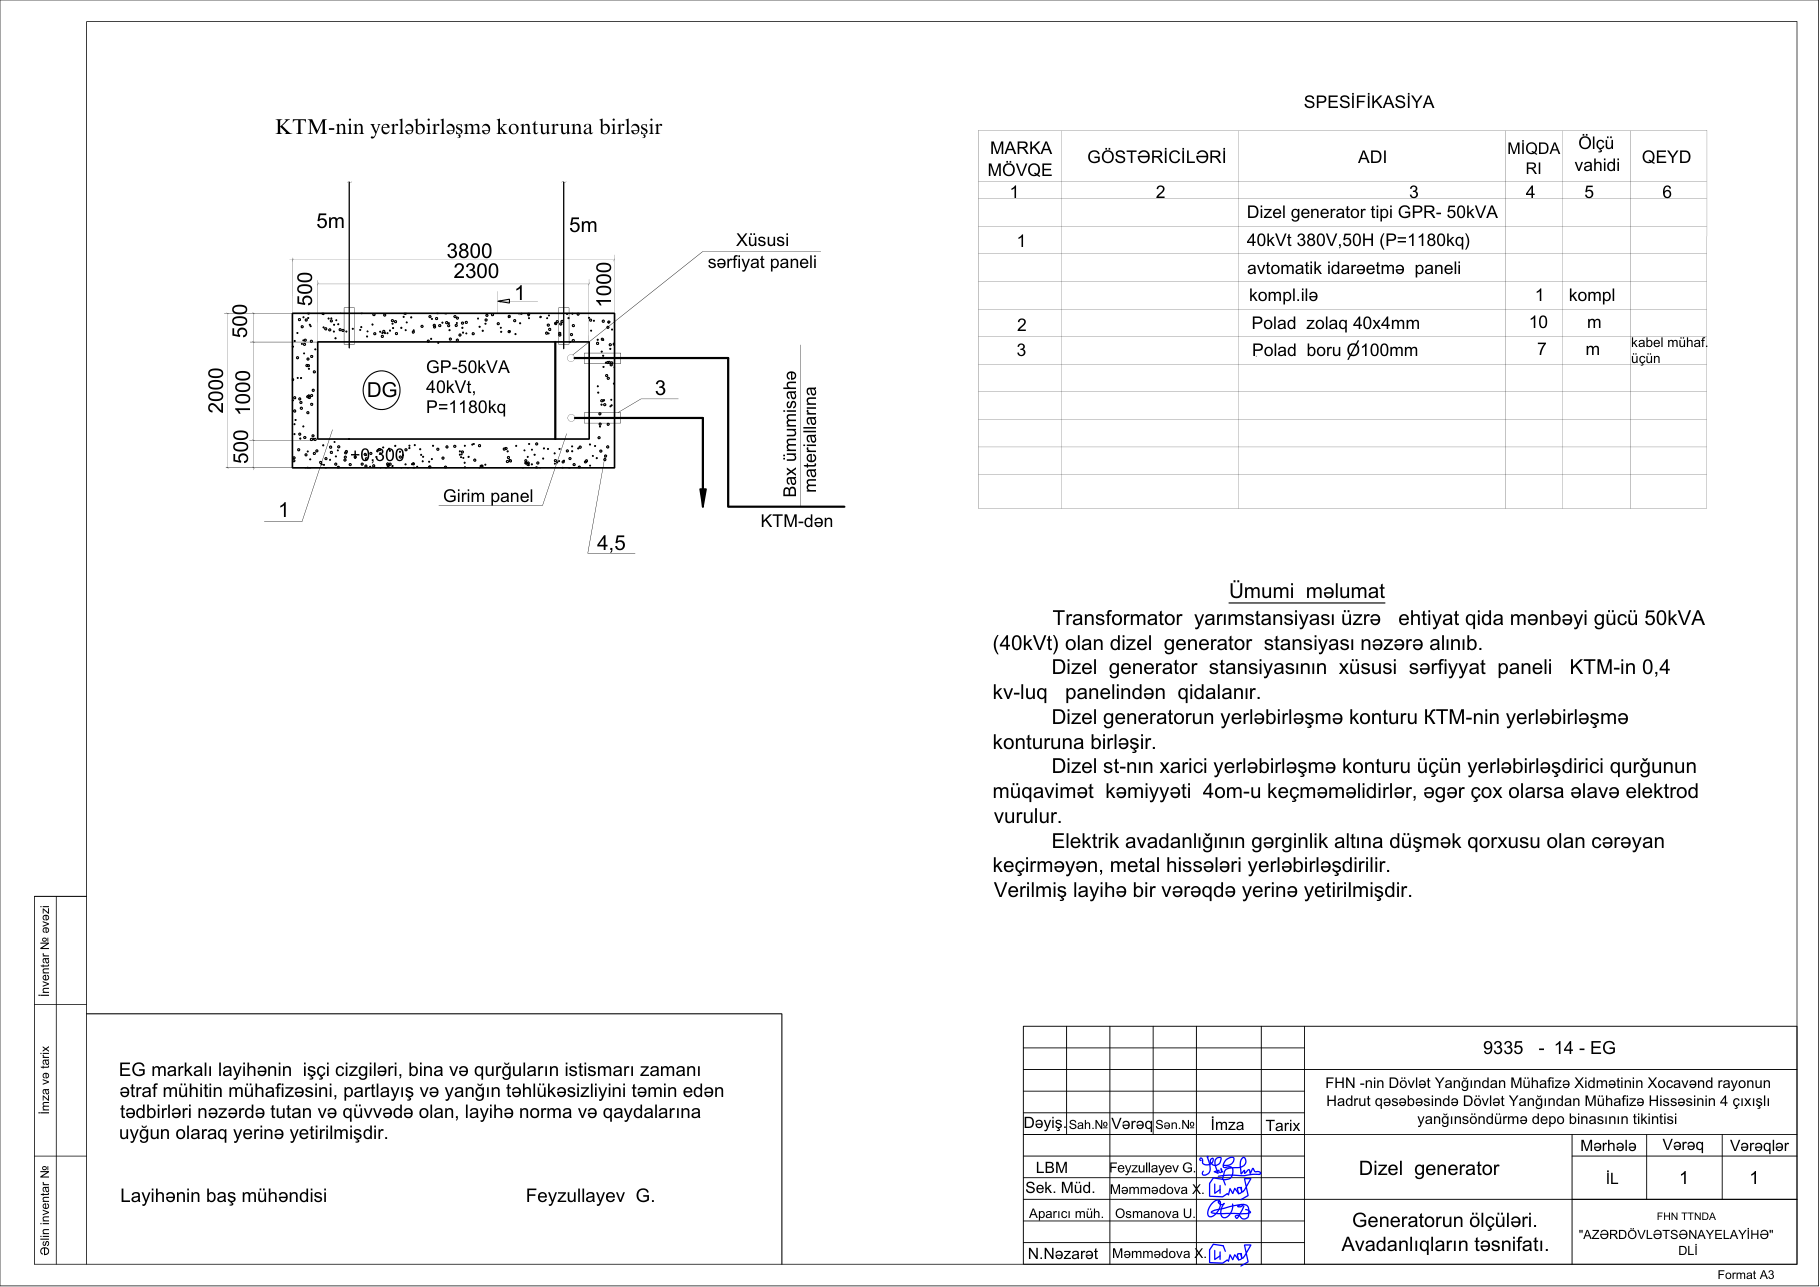 KTM-nin yerləbirləşmə konturuna birləşir
5m
5m
3800
2300
500
1000
1
500
1000
500
2000
DG
GP-50kVA
40kVt,
P=1180kq
+0,300
Xüsusi
sərfiyat paneli
3
Bax ümumisahə
materiallarına
Girim panel
1
4,5
KTM-dən
SPESİFİKASİYA
MARKA MÖVQE
GÖSTƏRİCİLƏRİ
ADI
MİQDA RI
Ölçü vahidi
QEYD
1 2 3 4 5 6
Dizel generator tipi GPR- 50kVA
1 40kVt 380V,50H (P=1180kq)
avtomatik idarəetmə paneli
kompl.ilə 1 kompl
2 Polad zolaq 40x4mm 10 m
3 Polad boru Ø100mm 7 m kabel mühaf.
üçün
Ümumi məlumat
Transformator yarımstansiyası üzrə ehtiyat qida mənbəyi gücü 50kVA
(40kVt) olan dizel generator stansiyası nəzərə alınıb.
Dizel generator stansiyasının xüsusi sərfiyyat paneli KTM-in 0,4
kv-luq panelindən qidalanır.
Dizel generatorun yerləbirləşmə konturu KTM-nin yerləbirləşmə
konturuna birləşir.
Dizel st-nın xarici yerləbirləşmə konturu üçün yerləbirləşdirici qurğunun
müqavimət kəmiyyəti 4om-u keçməməlidirlər, əgər çox olarsa əlavə elektrod
vurulur.
Elektrik avadanlığının gərginlik altına düşmək qorxusu olan cərəyan
keçirməyən, metal hissələri yerləbirləşdirilir.
Verilmiş layihə bir vərəqdə yerinə yetirilmişdir.
İnventar № əvəzi
İmza və tarix
Əslin inventar №
EG markalı layihənin işçi cizgiləri, bina və qurğuların istismarı zamanı
ətraf mühitin mühafizəsini, partlayış və yanğın təhlükəsizliyini təmin edən
tədbirləri nəzərdə tutan və qüvvədə olan, layihə norma və qaydalarına
uyğun olaraq yerinə yetirilmişdir.
Layihənin baş mühəndisi Feyzullayev G.
9335 - 14 - EG
FHN -nin Dövlət Yanğından Mühafizə Xidmətinin Xocavənd rayonun
Hadrut qəsəbəsində Dövlət Yanğından Mühafizə Hissəsinin 4 çıxışlı
yanğınsöndürmə depo binasının tikintisi
Dəyiş. Sah.№ Vərəq Sən.№ İmza Tarix
LBM Feyzullayev G.
Sek. Müd. Məmmədova X.
Aparıcı müh. Osmanova U.
N.Nəzarət Məmmədova X.
Dizel generator
Mərhələ Vərəq Vərəqlər
İL 1 1
Generatorun ölçüləri.
Avadanlıqların təsnifatı.
FHN TTNDA
"AZƏRDÖVLƏTSƏNAYELAYİHƏ"
DLİ
Format A3